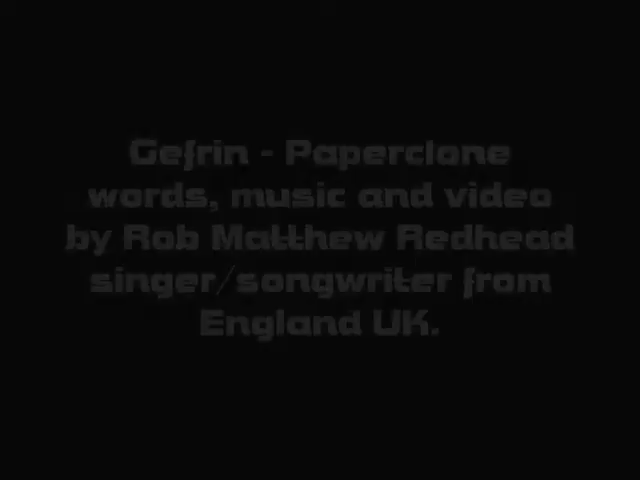 Gefrin - Paperclone
words, music and video
by Rob Matthew Redhead
singer/songwriter from
England UK.